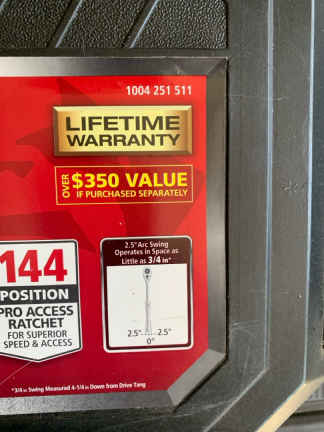 1004 251 511
LIFETIME
WARRANTY
OVER
$350 VALUE
IF PURCHASED SEPARATELY
144
POSITION
PRO ACCESS
RATCHET
FOR SUPERIOR
SPEED & ACCESS
2.5° Arc Swing
Operates in Space as
Little as 3/4 in*
2.5° 2.5°
0°
*3/4 in Swing Measured 4-1/4 in Down from Drive Tang